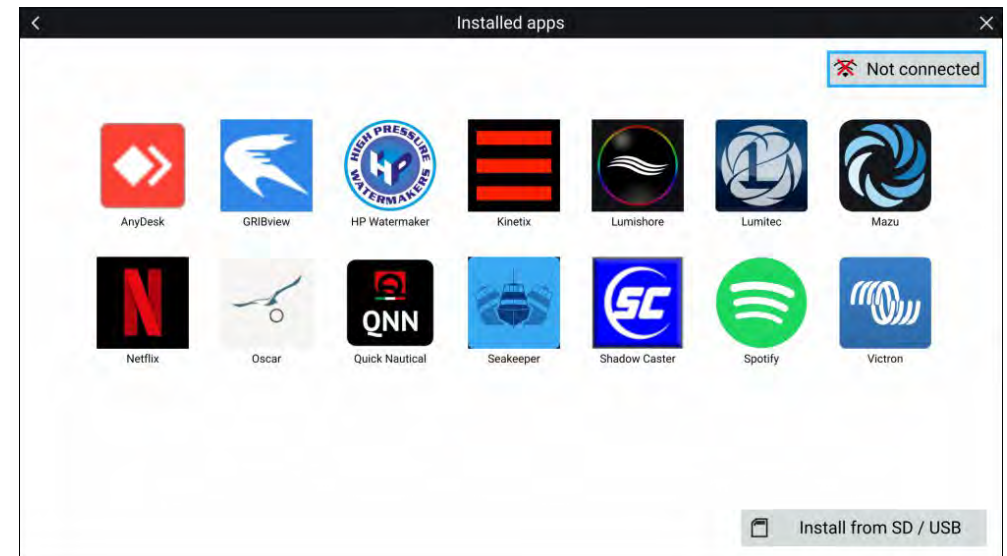 Installed apps
Not connected
HIGH PRESSURE
HP
WATERMAKERS
AnyDesk
GRIBview
HP Watermaker
Kinetix
Lumishore
Lumitec
Mazu
N
Q
QNN
SC
Netflix
Oscar
Quick Nautical
Seakeeper
Shadow Caster
Spotify
Victron
Install from SD / USB